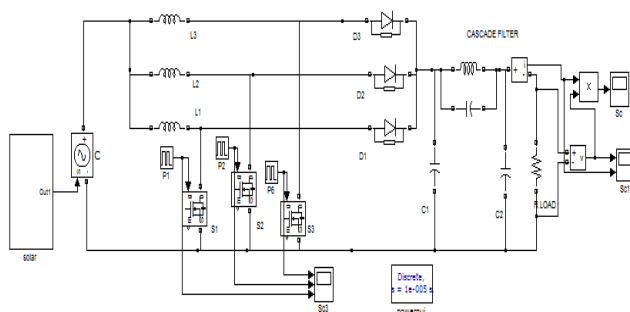 L3
D3
CASCADE FILTER
L2
D2
L1
D1
+
-
+
-
v
X
Sc
Sc1
C
P1
P2
P6
Out1
solar
S1
S2
S3
C1
C2
R LOAD
Sc3
Discrete,
s = 1e-005 s.
powergui